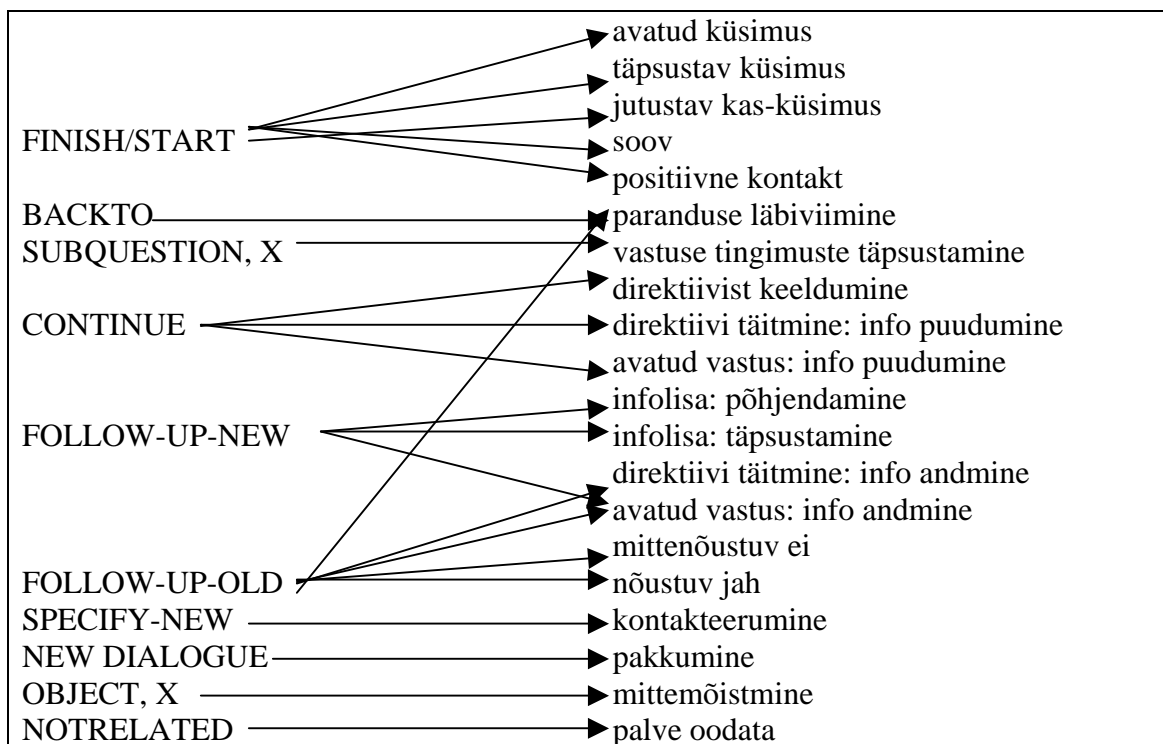 avatud küsimus
täpsustav küsimus
jutustav kas-küsimus
FINISH/START
soov
positiivne kontakt
BACKTO
paranduse läbiviimine
SUBQUESTION, X
vastuse tingimuste täpsustamine
direktiivist keeldumine
CONTINUE
direktiivi täitmine: info puudumine
avatud vastus: info puudumine
infolisa: põhjendamine
FOLLOW-UP-NEW
infolisa: täpsustamine
direktiivi täitmine: info andmine
avatud vastus: info andmine
mittenõustuv ei
FOLLOW-UP-OLD
nõustuv jah
SPECIFY-NEW
kontakteerumine
NEW DIALOGUE
pakkumine
OBJECT, X
mittemõistmine
NOTRELATED
palve oodata